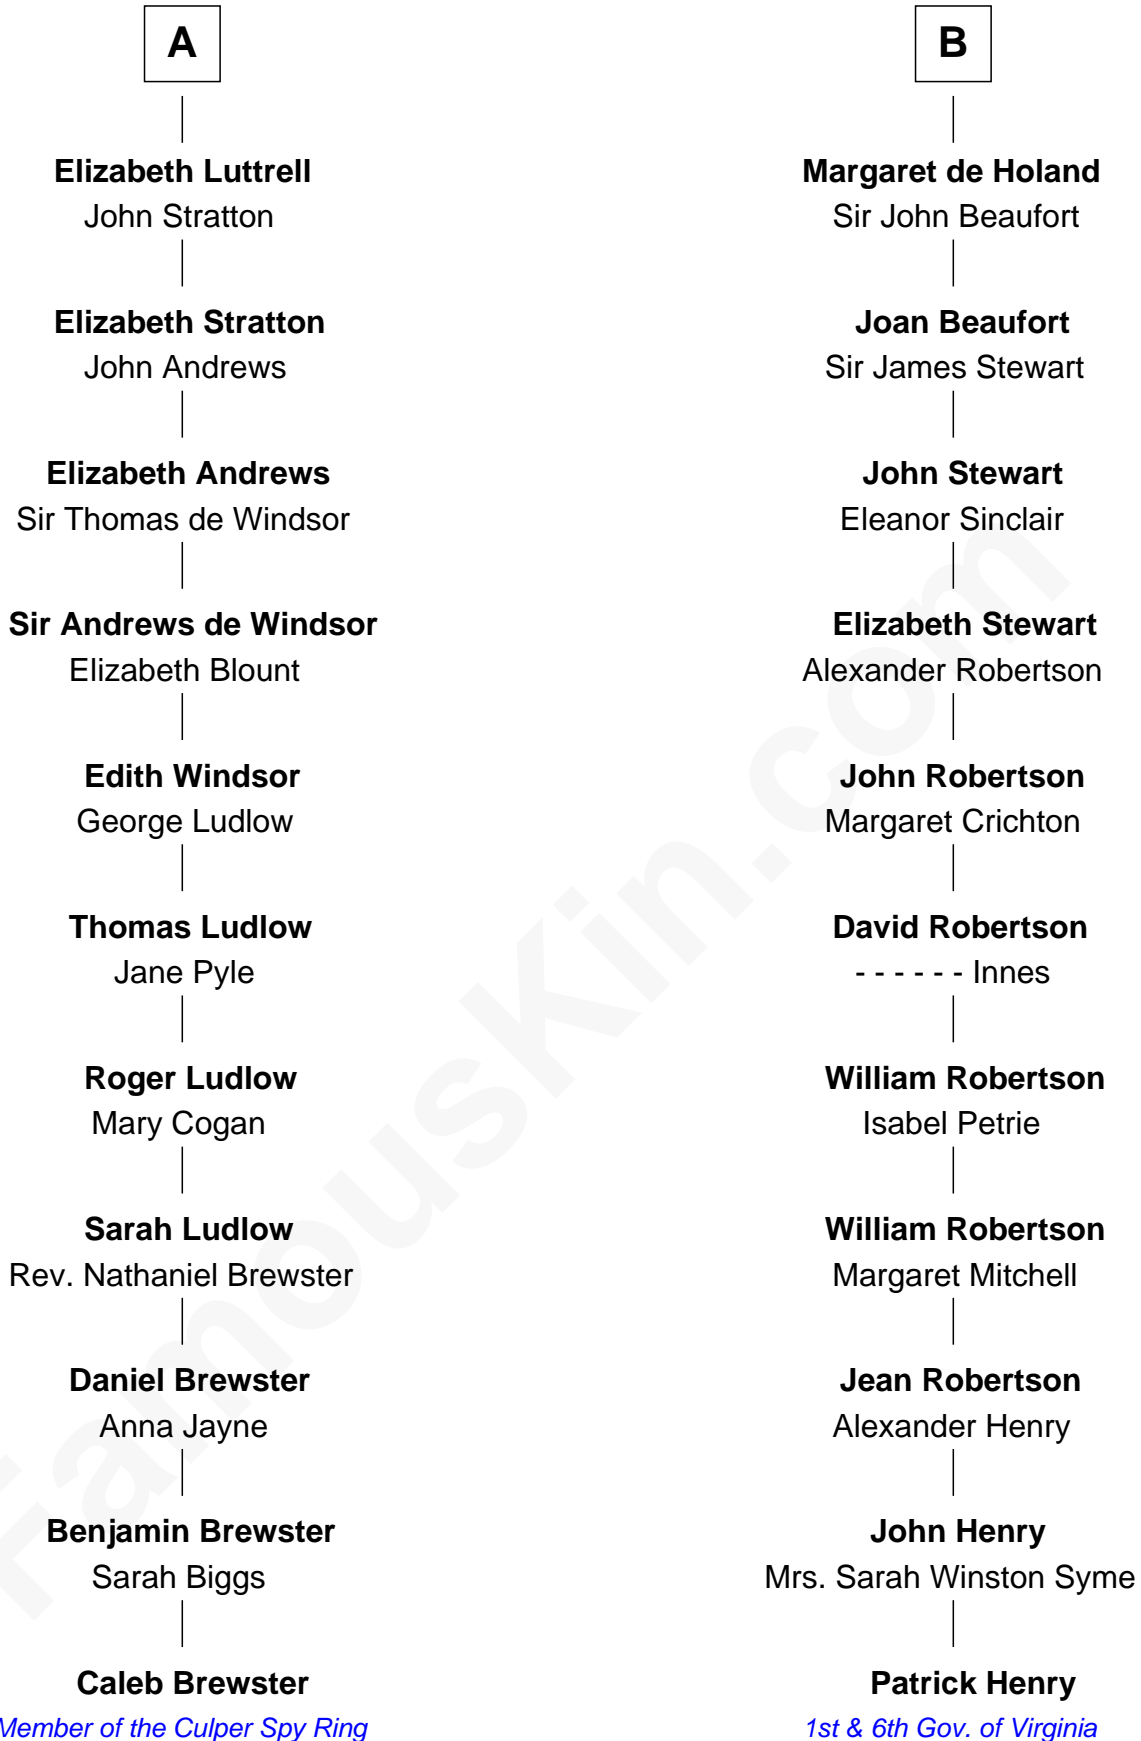 A
Elizabeth Luttrell
John Stratton
Elizabeth Stratton
John Andrews
Elizabeth Andrews
Sir Thomas de Windsor
Sir Andrews de Windsor
Elizabeth Blount
Edith Windsor
George Ludlow
Thomas Ludlow
Jane Pyle
Roger Ludlow
Mary Cogan
Sarah Ludlow
Rev. Nathaniel Brewster
Daniel Brewster
Anna Jayne
Benjamin Brewster
Sarah Biggs
Caleb Brewster
Member of the Culper Spy Ring
B
Margaret de Holand
Sir John Beaufort
Joan Beaufort
Sir James Stewart
John Stewart
Eleanor Sinclair
Elizabeth Stewart
Alexander Robertson
John Robertson
Margaret Crichton
David Robertson
- - - - - - Innes
William Robertson
Isabel Petrie
William Robertson
Margaret Mitchell
Jean Robertson
Alexander Henry
John Henry
Mrs. Sarah Winston Syme
Patrick Henry
1st & 6th Gov. of Virginia
FamousKin.com